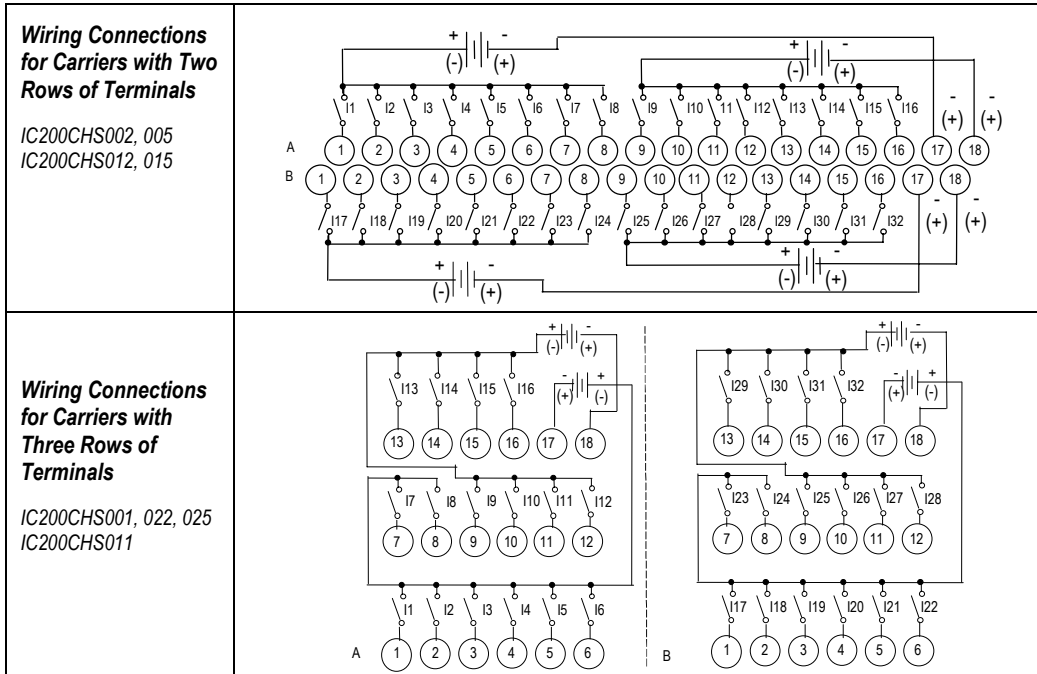 Wiring Connections
for Carriers with Two
Rows of Terminals
IC200CHS002, 005
IC200CHS012, 015
+ - + -
(-) (+) (-) (+)
I1 I2 I3 I4 I5 I6 I7 I8 I9 I10 I11 I12 I13 I14 I15 I16 - (+) - (+)
A 1 2 3 4 5 6 7 8 9 10 11 12 13 14 15 16 17 18
B 1 2 3 4 5 6 7 8 9 10 11 12 13 14 15 16 17 18
I17 I18 I19 I20 I21 I22 I23 I24 I25 I26 I27 I28 I29 I30 I31 I32 - (+) - (+)
+ - + -
(-) (+) (-) (+)
Wiring Connections
for Carriers with
Three Rows of
Terminals
IC200CHS001, 022, 025
IC200CHS011
+ -
(-) (+)
I13 I14 I15 I16 - +
(+) (-)
13 14 15 16 17 18
I7 I8 I9 I10 I11 I12
7 8 9 10 11 12
I1 I2 I3 I4 I5 I6
A 1 2 3 4 5 6
+ -
(-) (+)
I29 I30 I31 I32 - +
(+) (-)
13 14 15 16 17 18
I23 I24 I25 I26 I27 I28
7 8 9 10 11 12
I17 I18 I19 I20 I21 I22
B 1 2 3 4 5 6